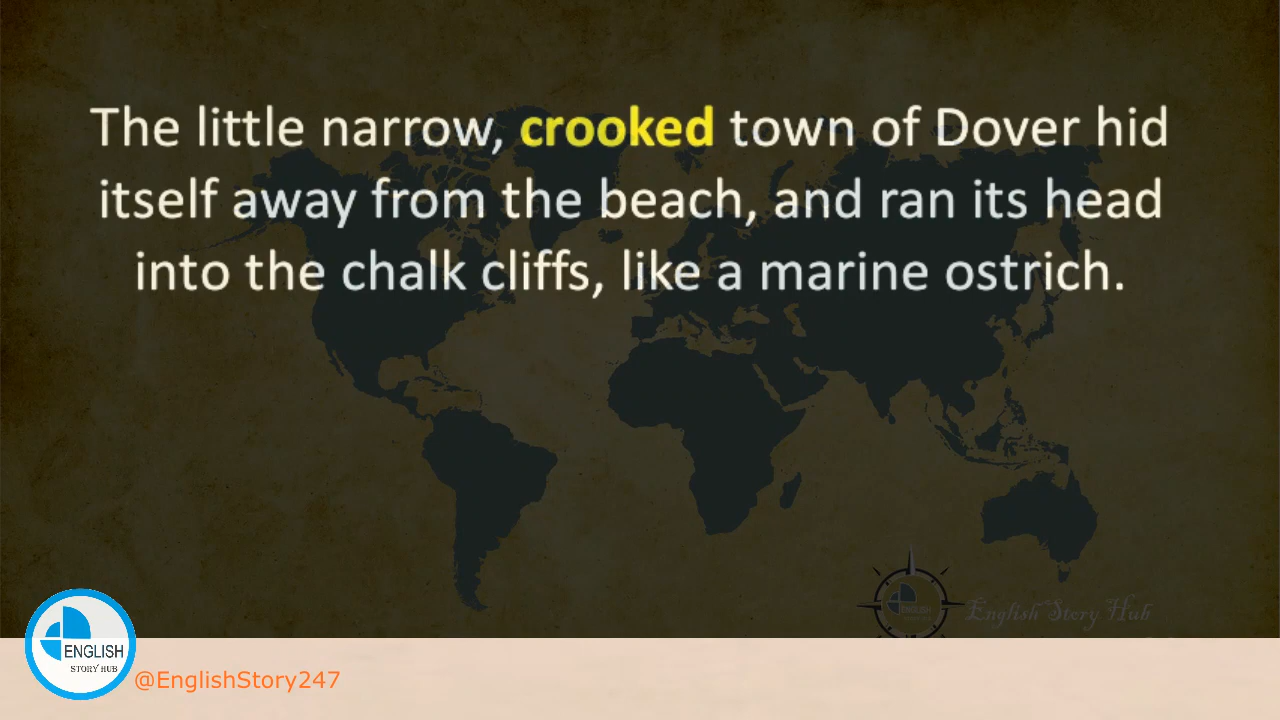 The little narrow, crooked town of Dover hid
itself away from the beach, and ran its head
into the chalk cliffs, like a marine ostrich.
English Story Hub
ENGLISH
STORY HUB
@EnglishStory247